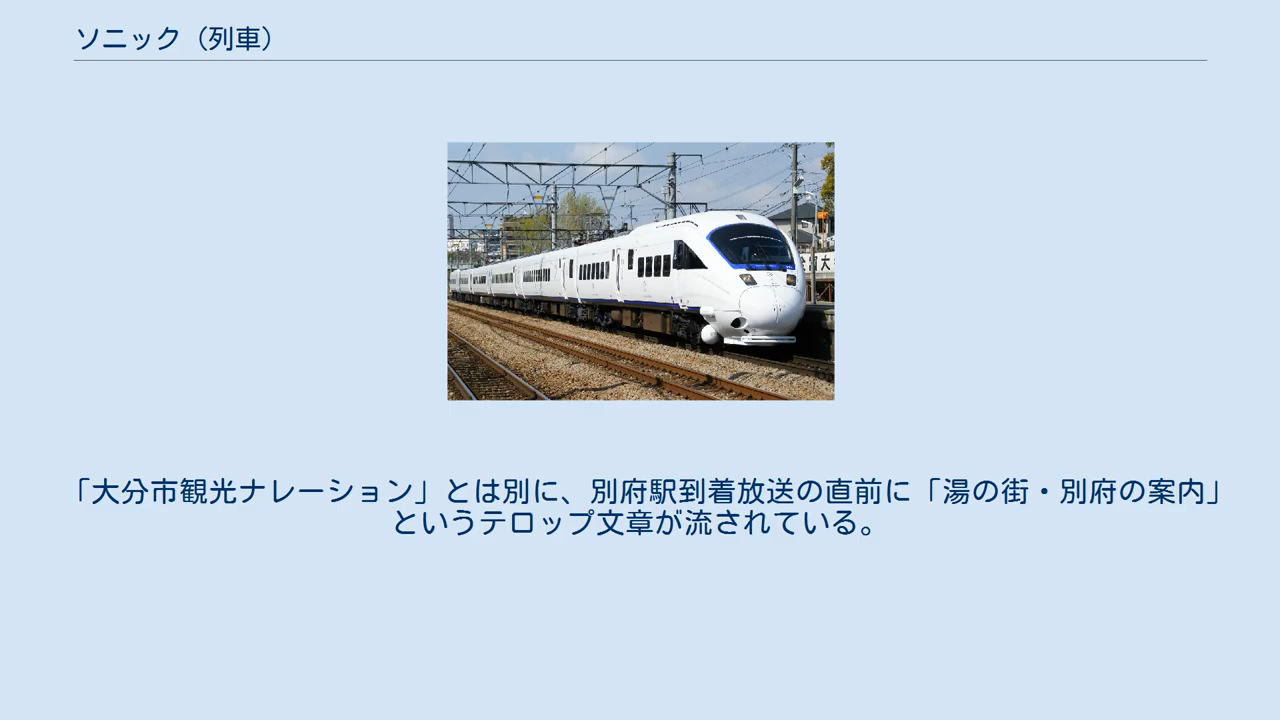 ソニック（列車）
大
「大分市観光ナレーション」とは別に、別府駅到着放送の直前に「湯の街・別府の案内」
というテロップ文章が流されている。